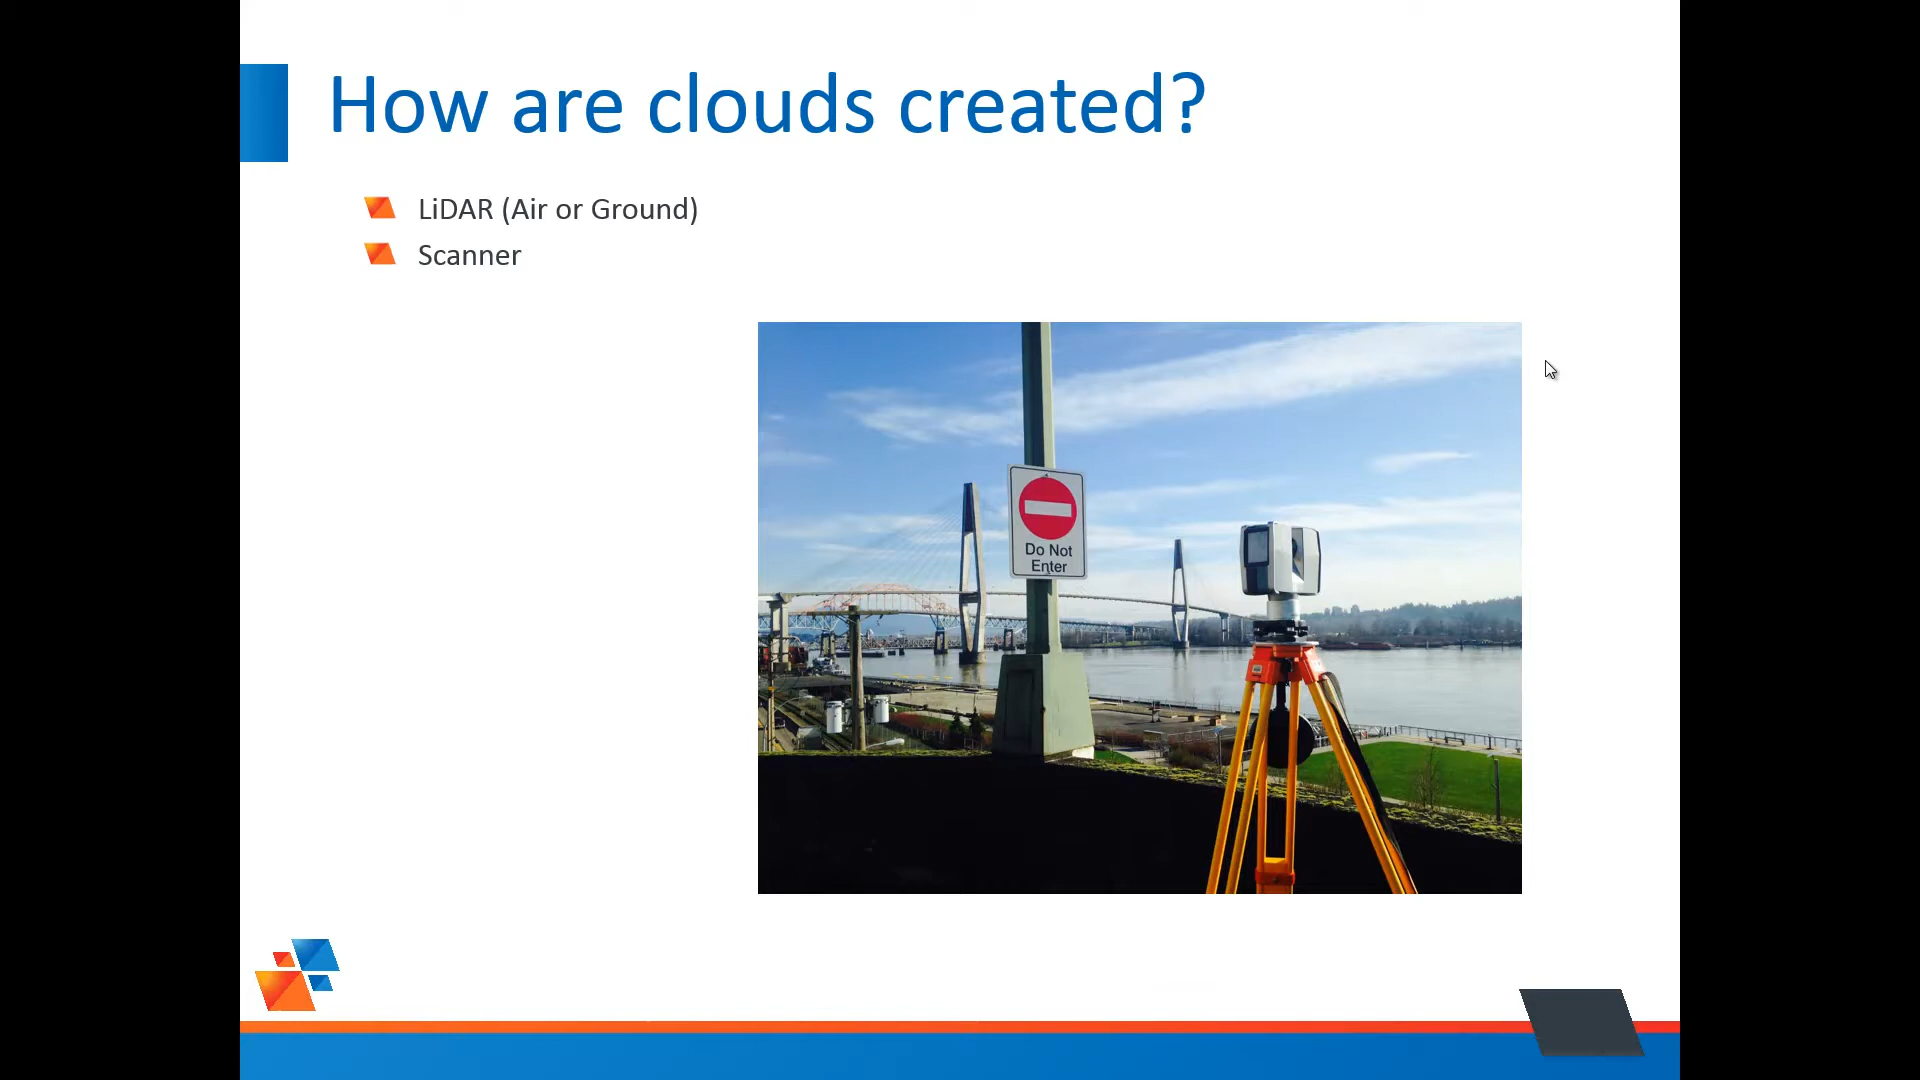 How are clouds created?
LiDAR (Air or Ground)
Scanner
Do Not
Enter